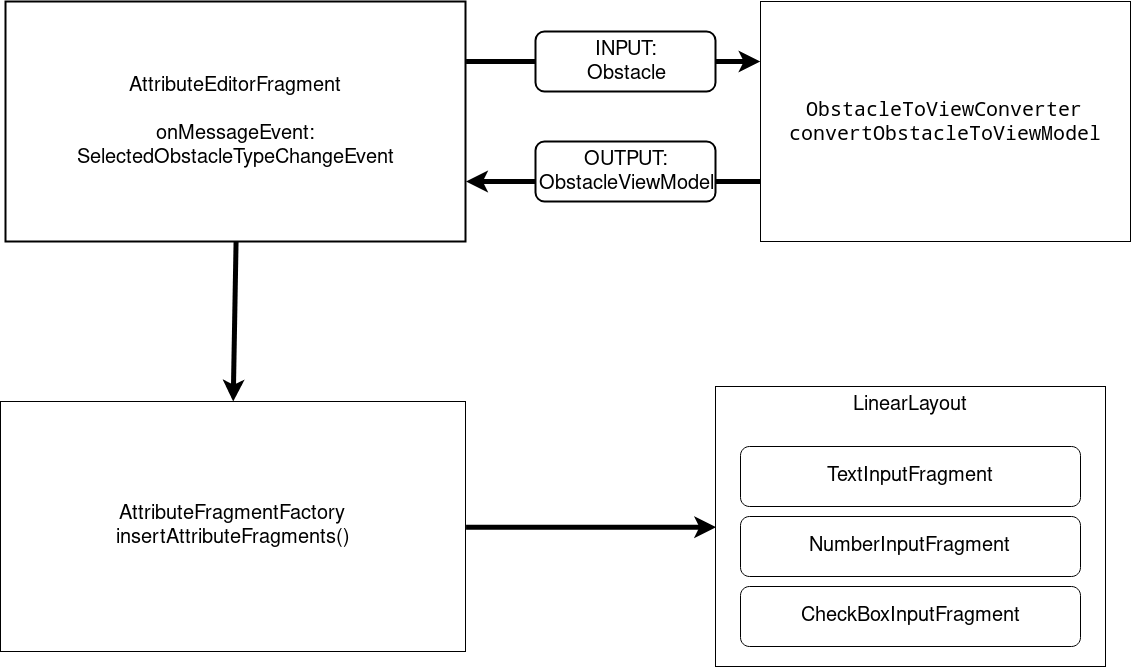 AttributeEditorFragment
onMessageEvent:
SelectedObstacleTypeChangeEvent
INPUT:
Obstacle
OUTPUT:
ObstacleViewModel
ObstacleToViewConverter
convertObstacleToViewModel
AttributeFragmentFactory
insertAttributeFragments()
LinearLayout
TextInputFragment
NumberInputFragment
CheckBoxInputFragment